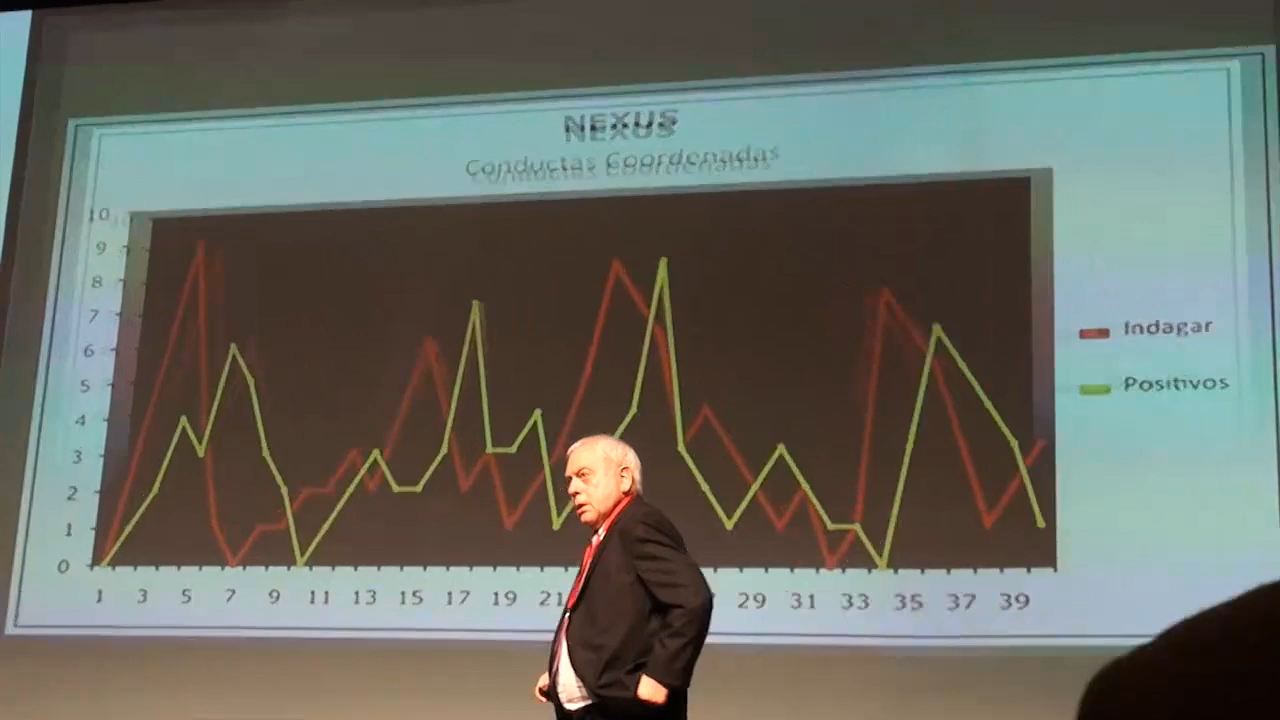 NEXUS
Conductas Coordenadas
10
9
8
7
6
5
4
3
2
1
0
1 3 5 7 9 11 13 15 17 19 21 29 31 33 35 37 39
Indagar
Positivos